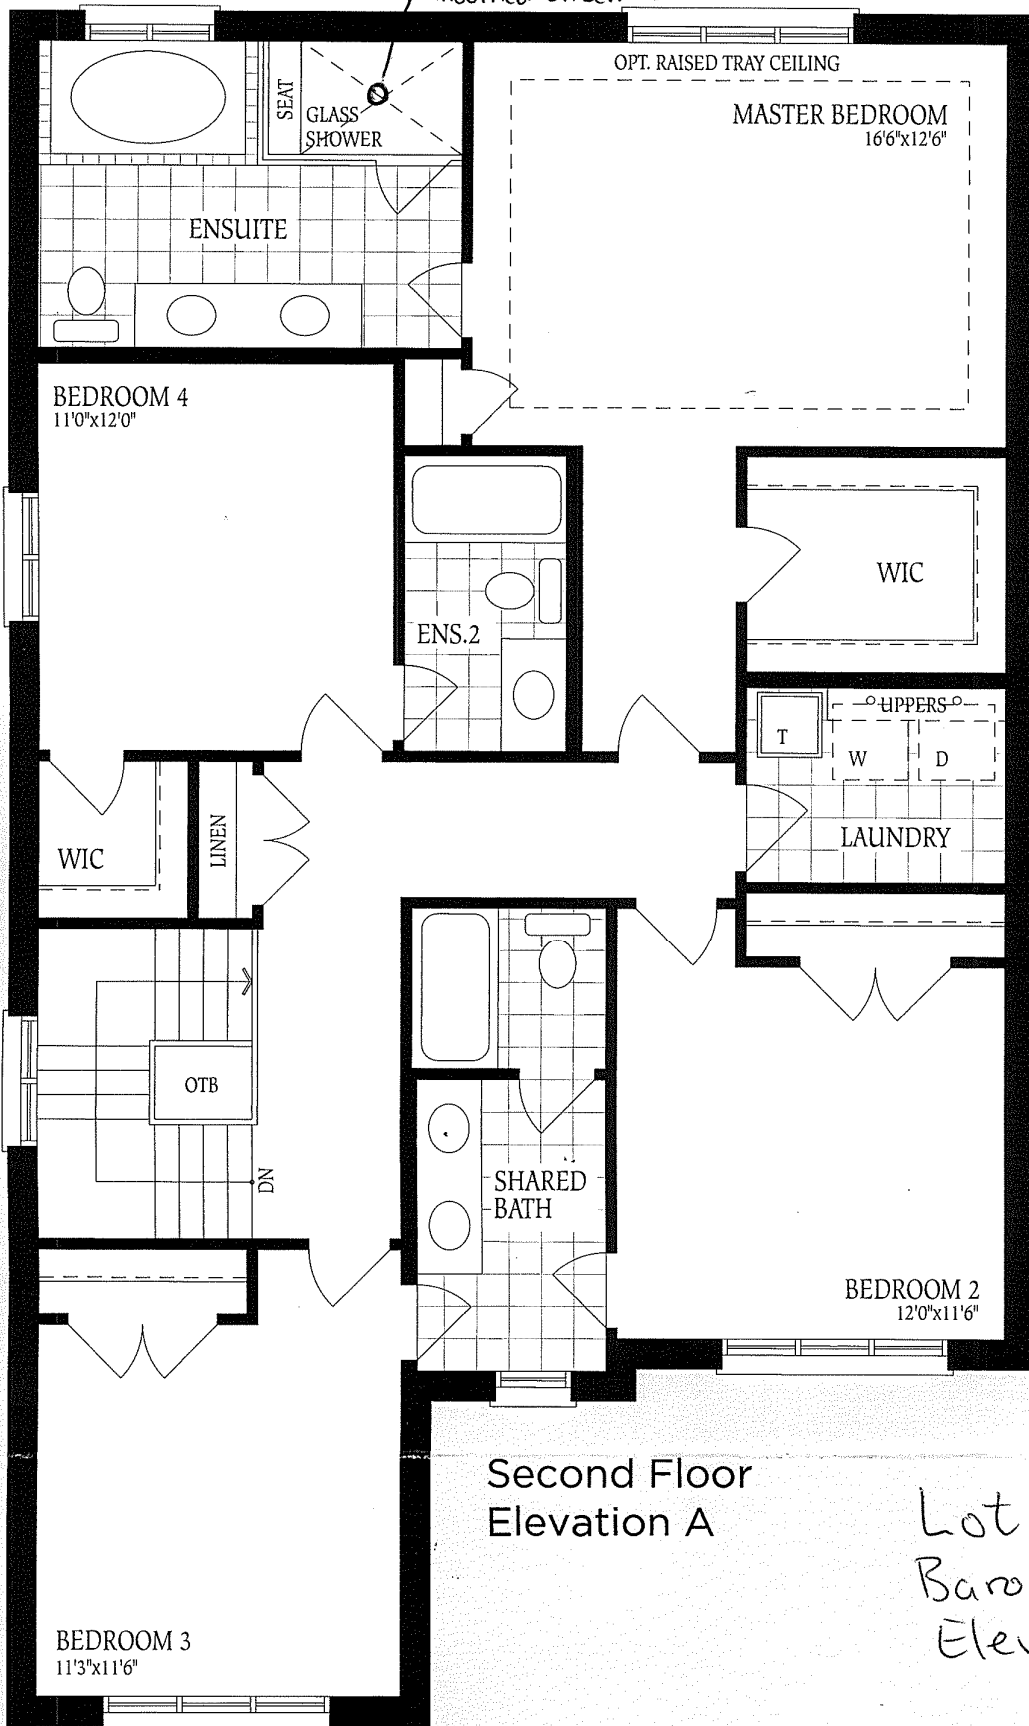 OPT. RAISED TRAY CEILING
MASTER BEDROOM
16'6"x12'6"
SEAT
GLASS
SHOWER
ENSUITE
BEDROOM 4
11'0"x12'0"
ENS.2
WIC
UPPERS
T
W
D
LAUNDRY
WIC
LINEN
OTB
DN
SHARED
BATH
BEDROOM 2
12'0"x11'6"
BEDROOM 3
11'3"x11'6"
Second Floor
Elevation A
Lot
Baro
Elev